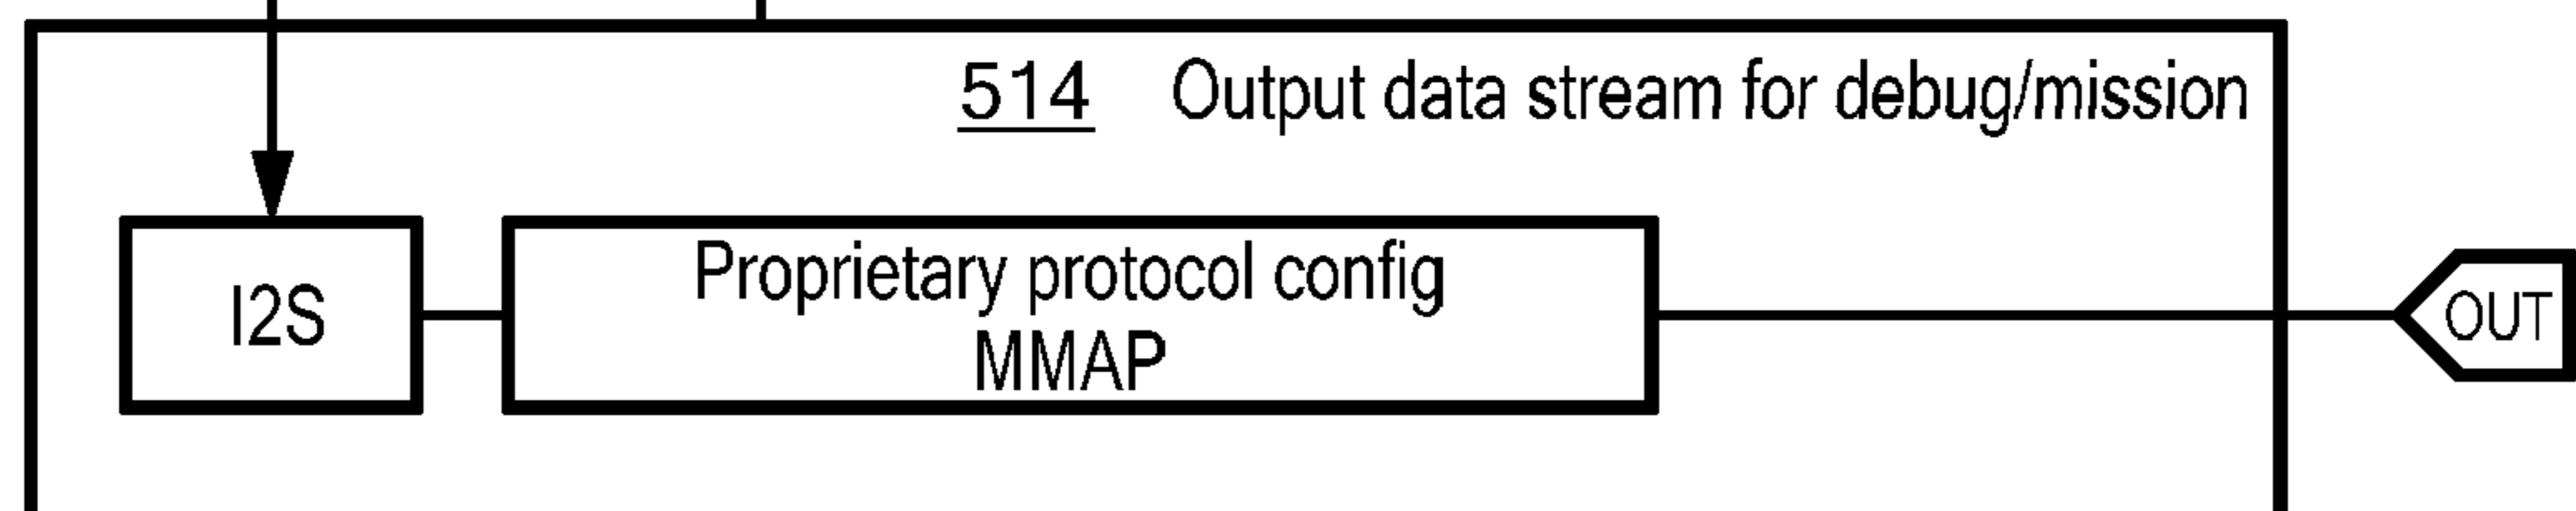 514 Output data stream for debug/mission
I2S
Proprietary protocol config
MMAP
OUT